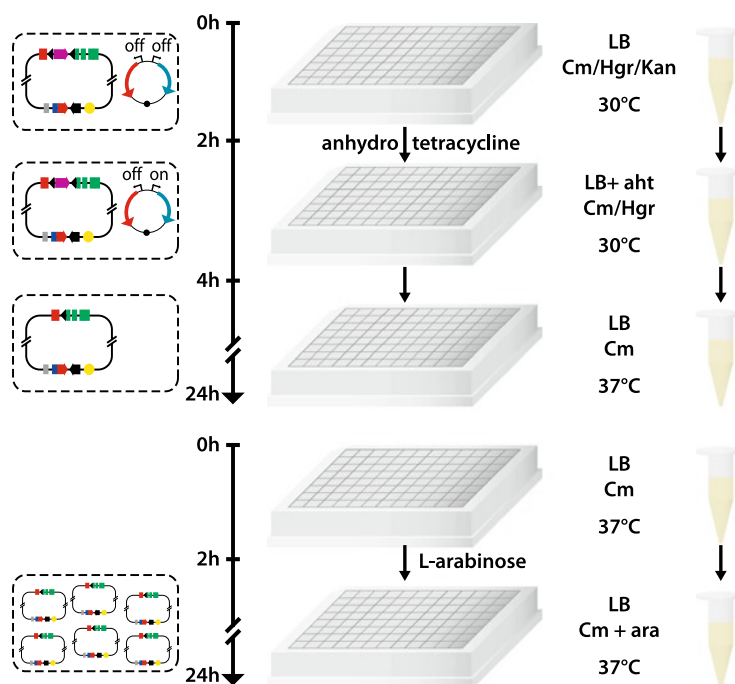 0h
off off
LB
Cm/Hgr/Kan
30°C
2h
anhydro tetracycline
off on
LB+ aht
Cm/Hgr
30°C
4h
LB
Cm
37°C
24h
0h
LB
Cm
37°C
2h
L-arabinose
LB
Cm + ara
37°C
24h